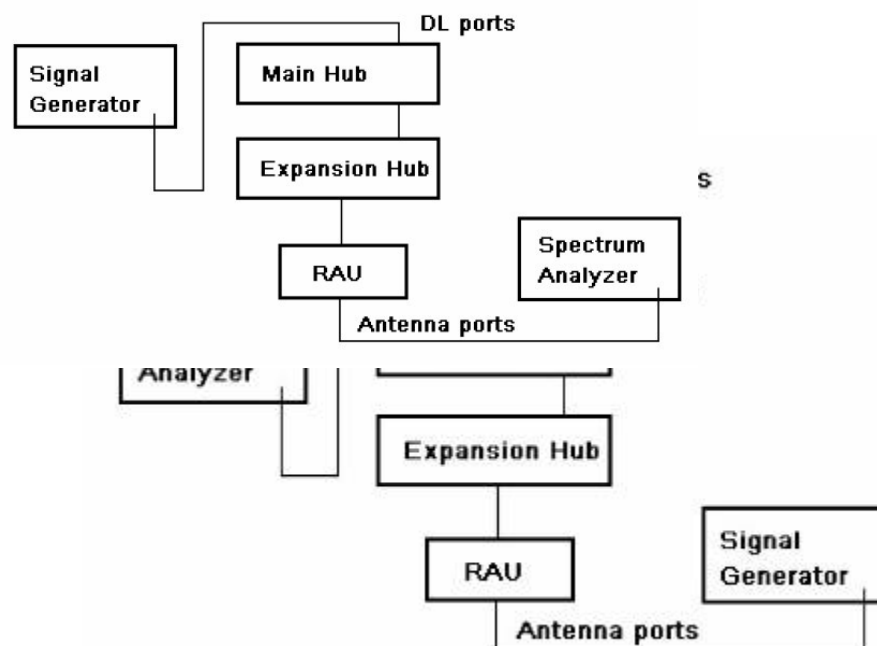 DL ports
Signal
Generator
Main Hub
Expansion Hub
s
Spectrum
Analyzer
RAU
Antenna ports
Analyzer
Expansion Hub
Signal
Generator
RAU
Antenna ports